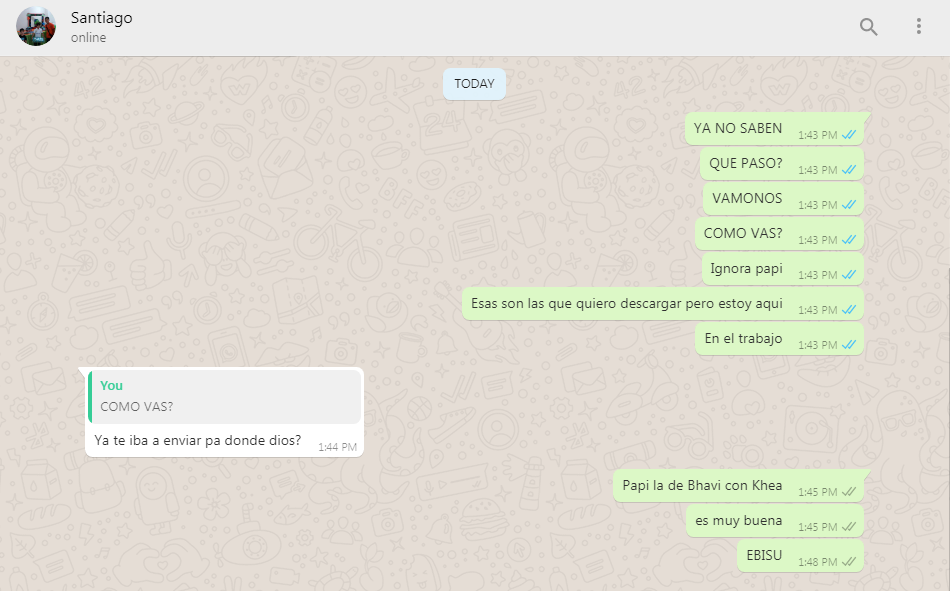 Santiago
online
TODAY
YA NO SABEN 1:43 PM
QUE PASO? 1:43 PM
VAMONOS 1:43 PM
COMO VAS? 1:43 PM
Ignora papi 1:43 PM
Esas son las que quiero descargar pero estoy aqui 1:43 PM
En el trabajo 1:43 PM
You
COMO VAS?
Ya te iba a enviar pa donde dios? 1:44 PM
Papi la de Bhavi con Khea 1:45 PM
es muy buena 1:45 PM
EBISU 1:48 PM